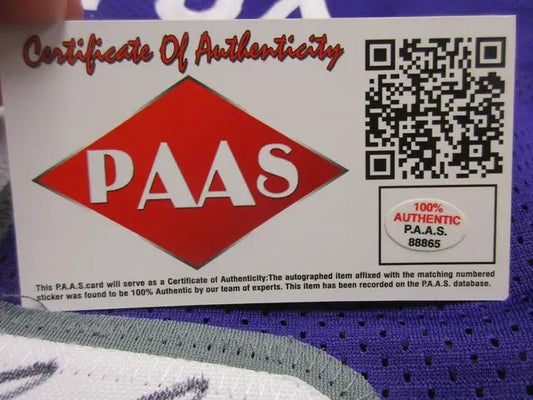 Certificate Of Authenticity
PAAS
100%
AUTHENTIC
P.A.A.S.
88865
This P.A.A.S.card will serve as a Certificate of Authenticity:The autographed item affixed with the matching numbered
sticker was found to be 100% Authentic by our team of experts. This item has been recorded on the P.A.A.S. database.